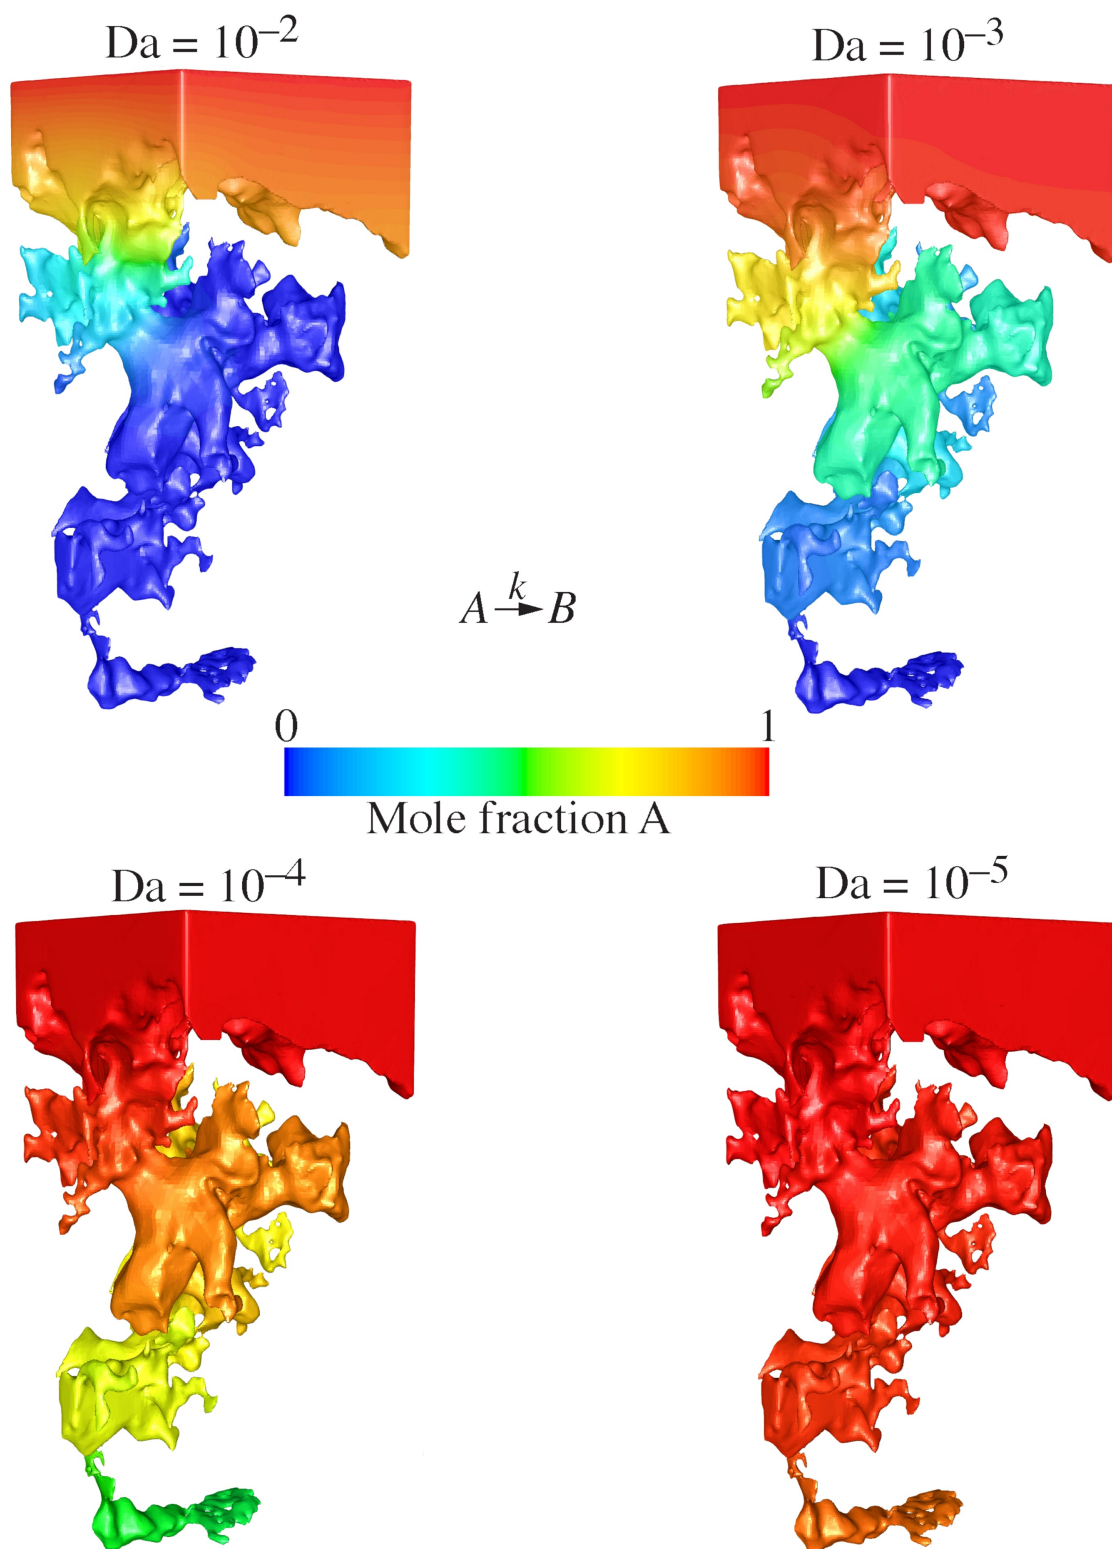 Da = 10⁻²
Da = 10⁻³
A k→ B
0 1
Mole fraction A
Da = 10⁻⁴
Da = 10⁻⁵